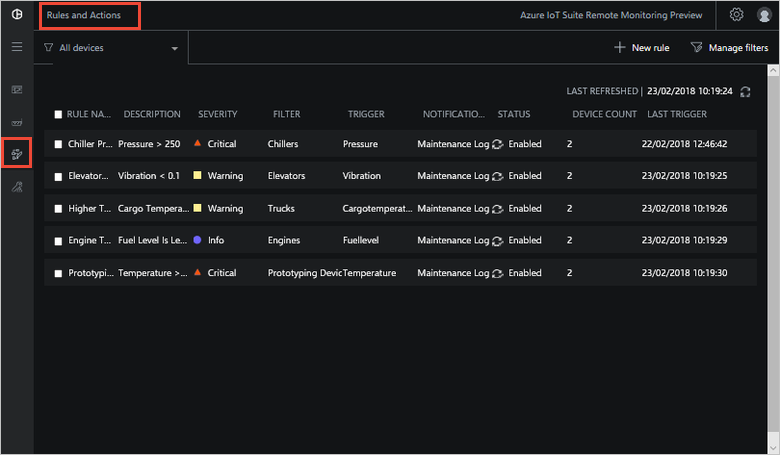 Rules and Actions Azure IoT Suite Remote Monitoring Preview
All devices New rule Manage filters
LAST REFRESHED | 23/02/2018 10:19:24
RULE NA... DESCRIPTION SEVERITY FILTER TRIGGER NOTIFICATIO... STATUS DEVICE COUNT LAST TRIGGER
Chiller Pr... Pressure > 250 Critical Chillers Pressure Maintenance Log Enabled 2 22/02/2018 12:46:42
Elevator... Vibration < 0.1 Warning Elevators Vibration Maintenance Log Enabled 2 23/02/2018 10:19:25
Higher T... Cargo Tempera... Warning Trucks Cargotemperat... Maintenance Log Enabled 2 23/02/2018 10:19:26
Engine T... Fuel Level Is Le... Info Engines Fuellevel Maintenance Log Enabled 2 23/02/2018 10:19:29
Prototypi... Temperature >... Critical Prototyping Devic Temperature Maintenance Log Enabled 2 23/02/2018 10:19:30